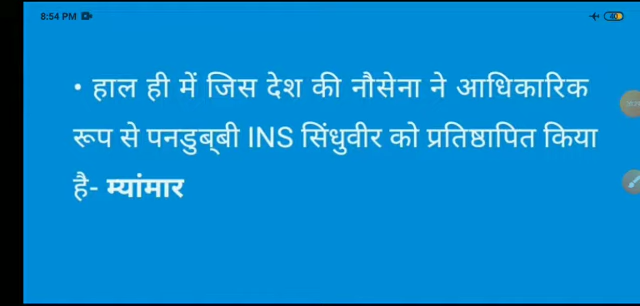 8:54 PM
• हाल ही में जिस देश की नौसेना ने आधिकारिक
रूप से पनडुब्बी INS सिंधुवीर को प्रतिष्ठापित किया
है- म्यांमार